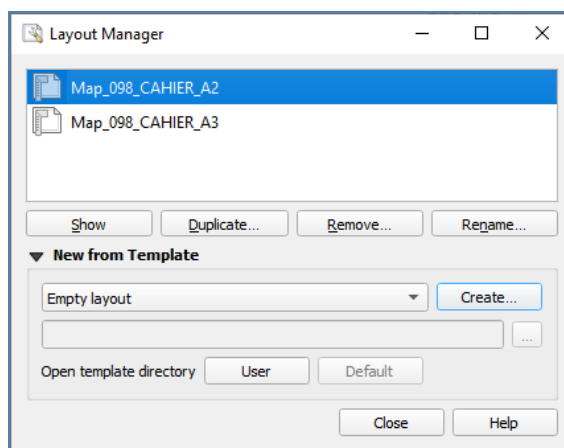 Layout Manager
Map_098_CAHIER_A2
Map_098_CAHIER_A3
Show Duplicate... Remove... Rename...
New from Template
Empty layout Create...
...
Open template directory User Default
Close Help